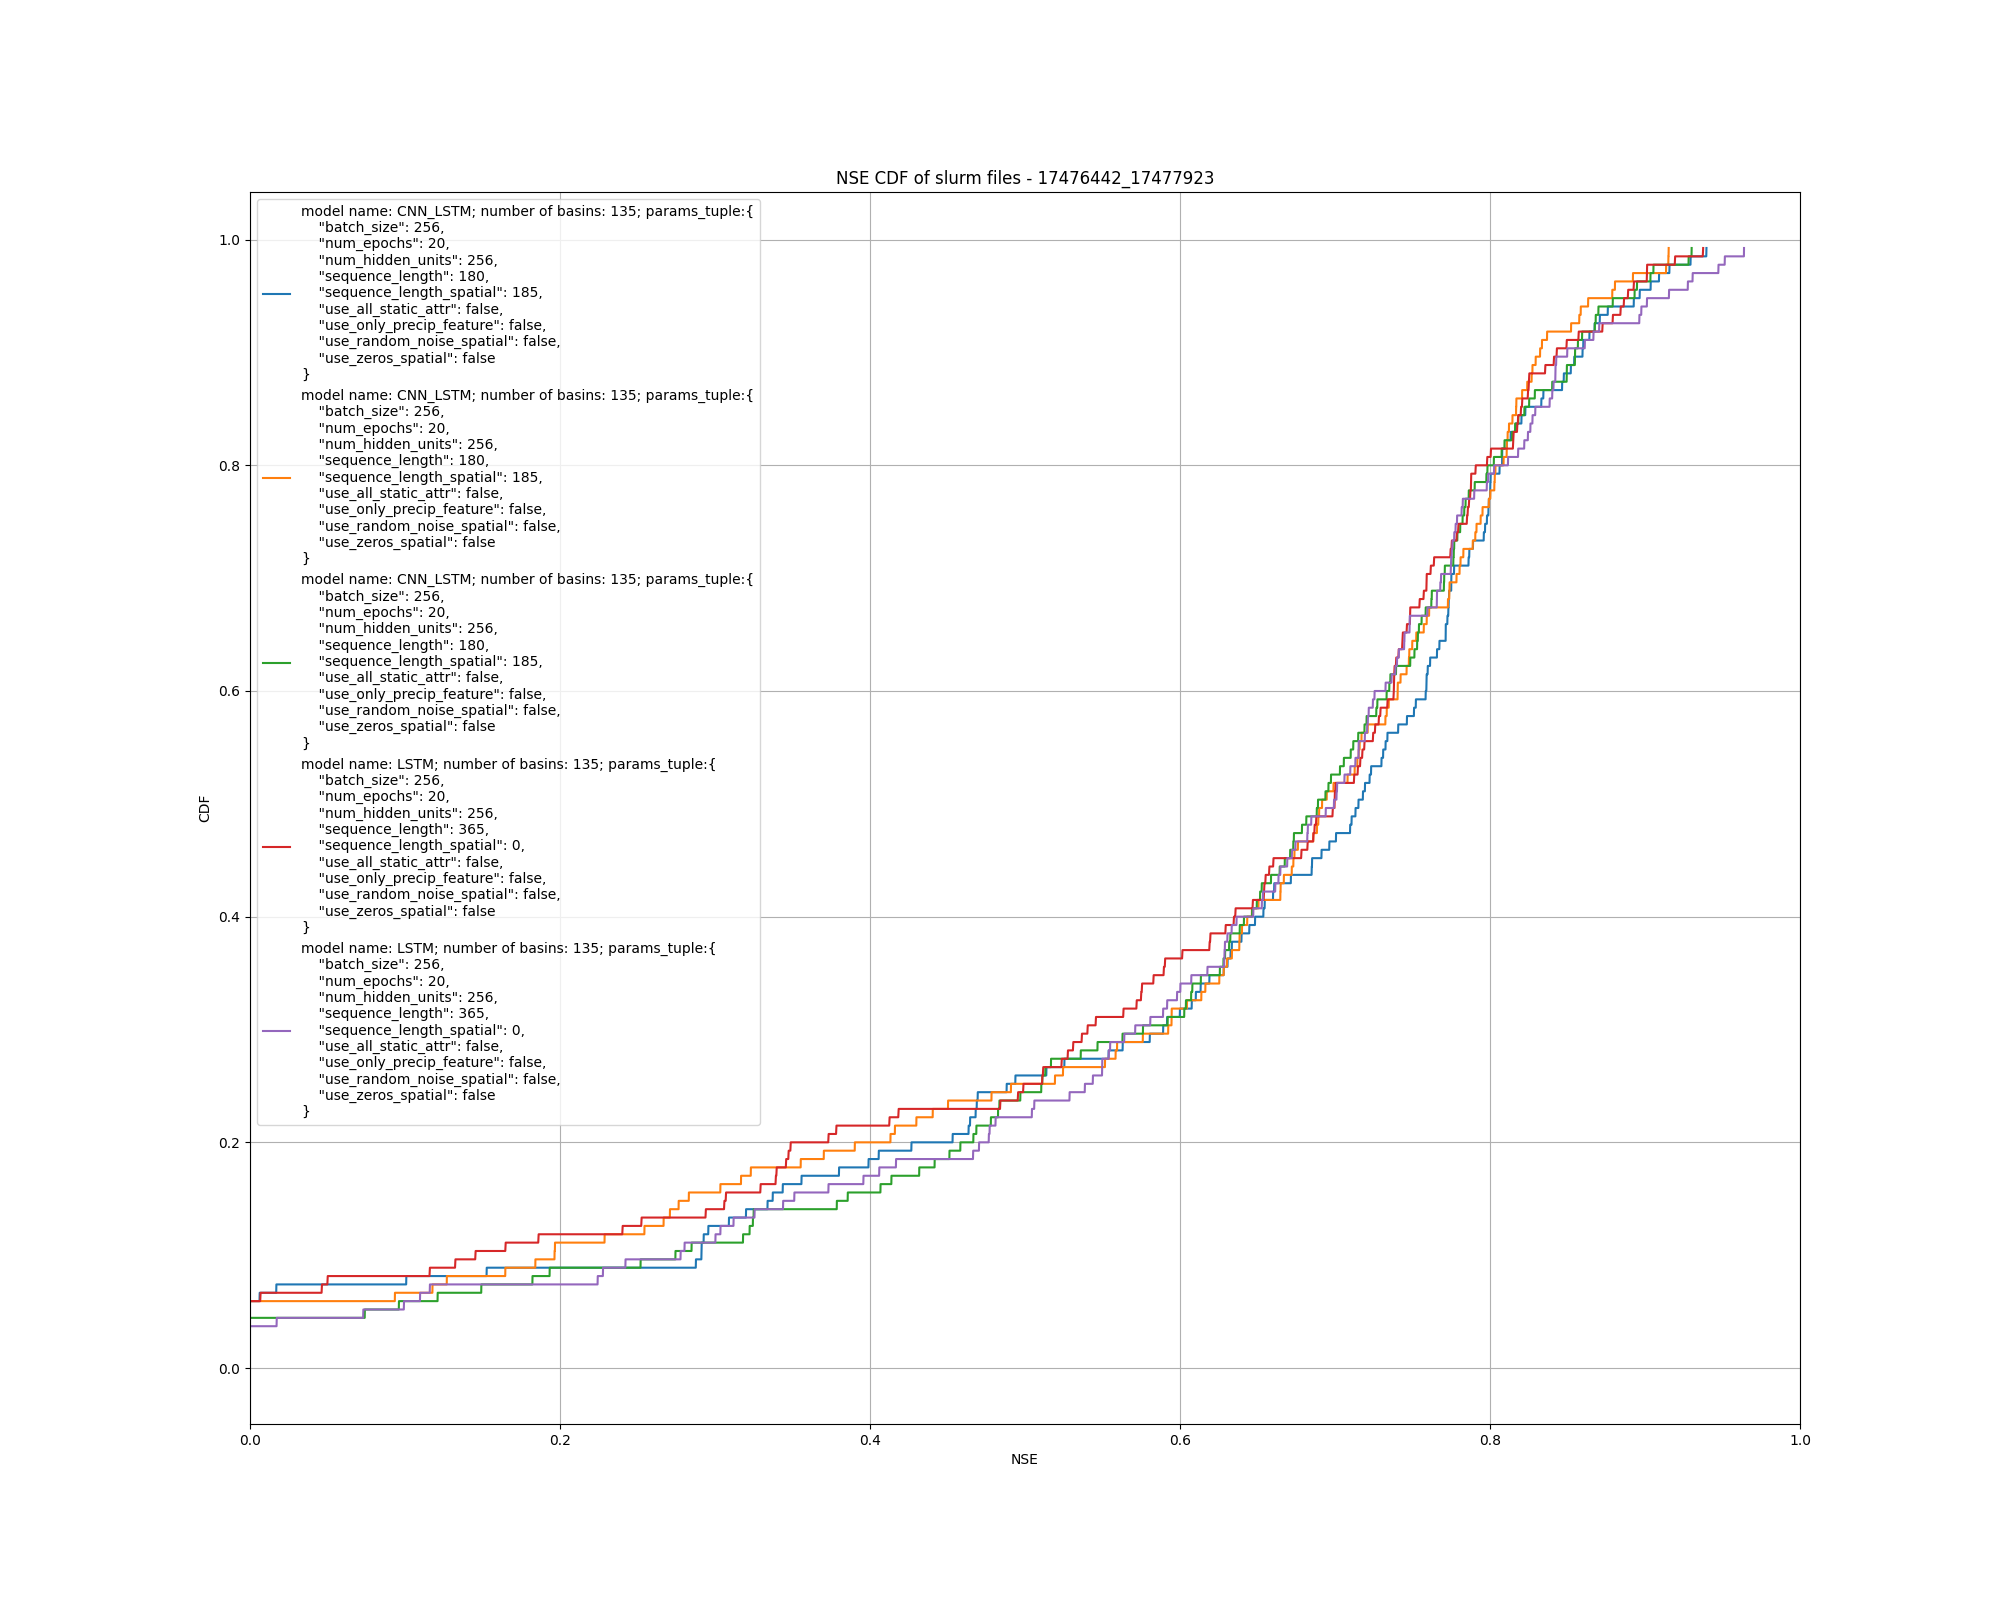 NSE CDF of slurm files - 17476442_17477923
model name: CNN_LSTM; number of basins: 135; params_tuple:{
"batch_size": 256,
"num_epochs": 20,
"num_hidden_units": 256,
"sequence_length": 180,
"sequence_length_spatial": 185,
"use_all_static_attr": false,
"use_only_precip_feature": false,
"use_random_noise_spatial": false,
"use_zeros_spatial": false
}
model name: CNN_LSTM; number of basins: 135; params_tuple:{
"batch_size": 256,
"num_epochs": 20,
"num_hidden_units": 256,
"sequence_length": 180,
"sequence_length_spatial": 185,
"use_all_static_attr": false,
"use_only_precip_feature": false,
"use_random_noise_spatial": false,
"use_zeros_spatial": false
}
model name: CNN_LSTM; number of basins: 135; params_tuple:{
"batch_size": 256,
"num_epochs": 20,
"num_hidden_units": 256,
"sequence_length": 180,
"sequence_length_spatial": 185,
"use_all_static_attr": false,
"use_only_precip_feature": false,
"use_random_noise_spatial": false,
"use_zeros_spatial": false
}
model name: LSTM; number of basins: 135; params_tuple:{
"batch_size": 256,
"num_epochs": 20,
"num_hidden_units": 256,
"sequence_length": 365,
"sequence_length_spatial": 0,
"use_all_static_attr": false,
"use_only_precip_feature": false,
"use_random_noise_spatial": false,
"use_zeros_spatial": false
}
model name: LSTM; number of basins: 135; params_tuple:{
"batch_size": 256,
"num_epochs": 20,
"num_hidden_units": 256,
"sequence_length": 365,
"sequence_length_spatial": 0,
"use_all_static_attr": false,
"use_only_precip_feature": false,
"use_random_noise_spatial": false,
"use_zeros_spatial": false
}
1.0
0.8
0.6
0.4
0.2
0.0
CDF
0.0 0.2 0.4 0.6 0.8 1.0
NSE